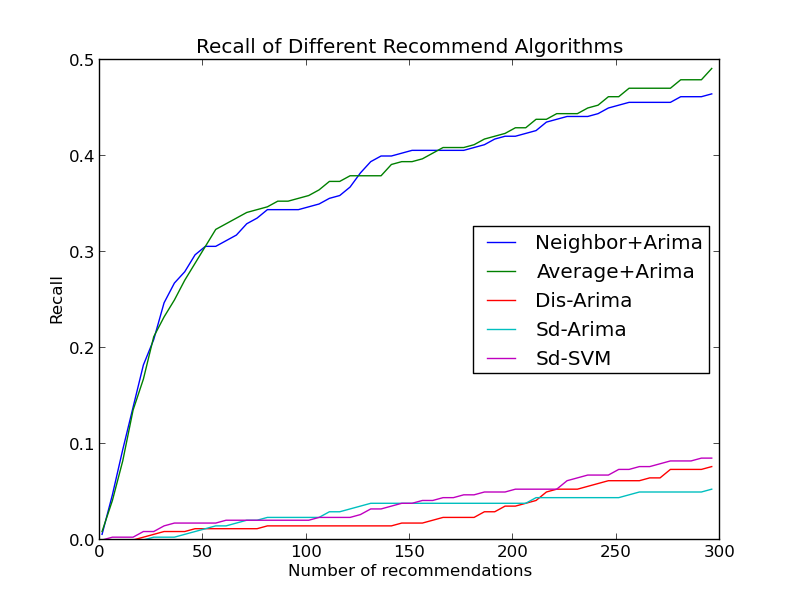 Recall of Different Recommend Algorithms
0.5
0.4
0.3
0.2
0.1
0.0
Recall
Neighbor+Arima
Average+Arima
Dis-Arima
Sd-Arima
Sd-SVM
0 50 100 150 200 250 300
Number of recommendations